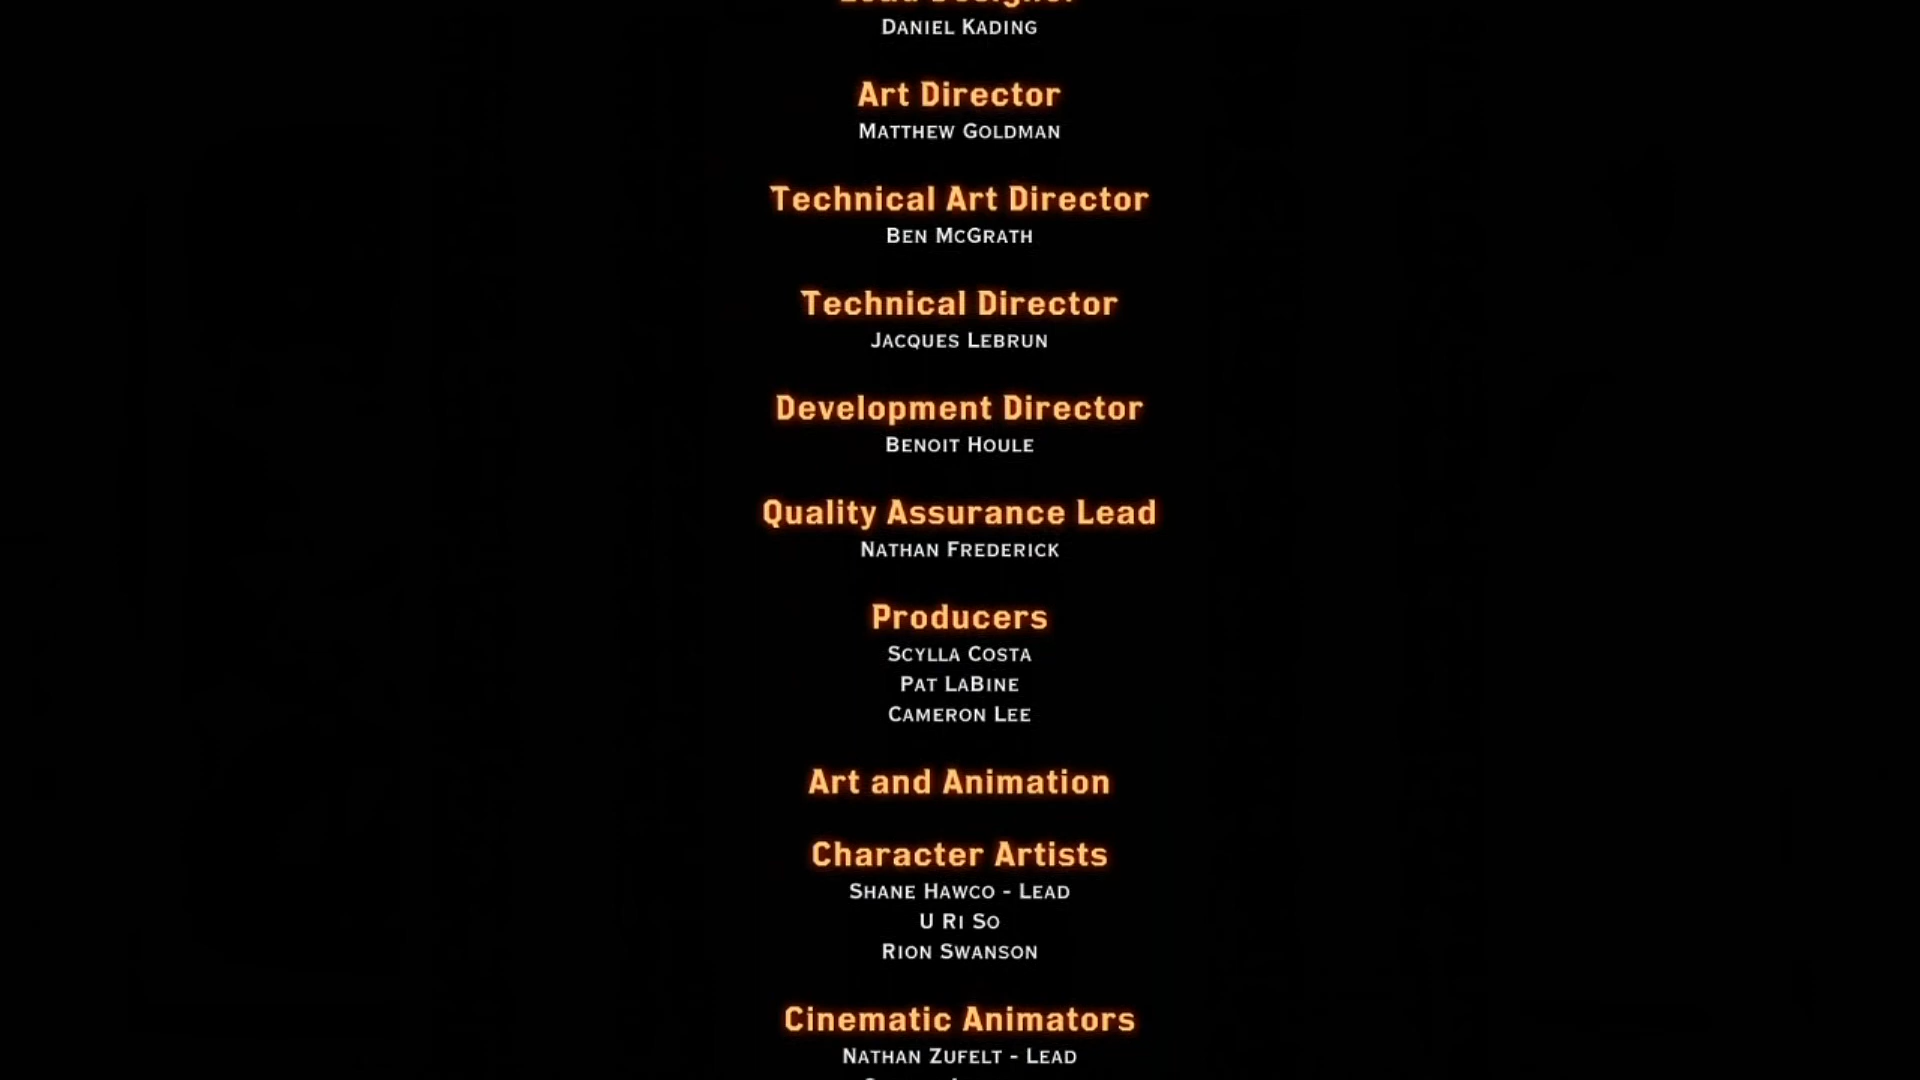 Lead Designer
Daniel Kading
Art Director
Matthew Goldman
Technical Art Director
Ben McGrath
Technical Director
Jacques Lebrun
Development Director
Benoit Houle
Quality Assurance Lead
Nathan Frederick
Producers
Scylla Costa
Pat LaBine
Cameron Lee
Art and Animation
Character Artists
Shane Hawco - Lead
U Ri So
Rion Swanson
Cinematic Animators
Nathan Zufelt - Lead